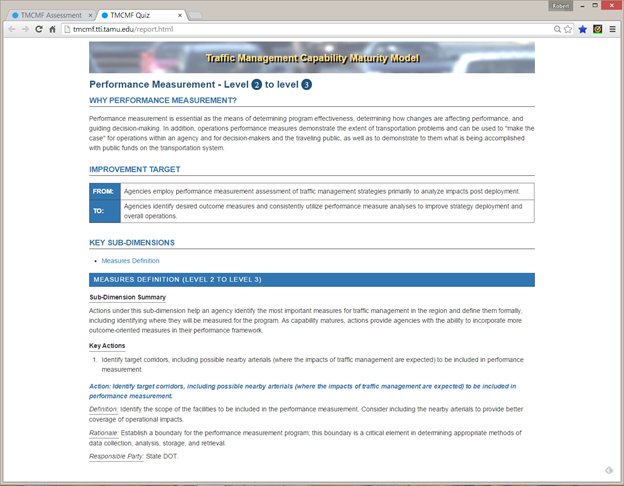 Robert
TMCMF Assessment
TMCMF Quiz
tmcmf.tti.tamu.edu/report.html
Traffic Management Capability Maturity Model
Performance Measurement - Level 2 to level 3
WHY PERFORMANCE MEASUREMENT?
Performance measurement is essential as the means of determining program effectiveness, determining how changes are affecting performance, and
guiding decision-making. In addition, operations performance measures demonstrate the extent of transportation problems and can be used to "make the
case" for operations within an agency and for decision-makers and the traveling public, as well as to demonstrate to them what is being accomplished
with public funds on the transportation system.
IMPROVEMENT TARGET
FROM: Agencies employ performance measurement assessment of traffic management strategies primarily to analyze impacts post deployment.
TO: Agencies identify desired outcome measures and consistently utilize performance measure analyses to improve strategy deployment and
overall operations.
KEY SUB-DIMENSIONS
• Measures Definition
MEASURES DEFINITION (LEVEL 2 TO LEVEL 3)
Sub-Dimension Summary
Actions under this sub-dimension help an agency identify the most important measures for traffic management in the region and define them formally,
including identifying where they will be measured for the program. As capability matures, actions provide agencies with the ability to incorporate more
outcome-oriented measures in their performance framework.
Key Actions
1. Identify target corridors, including possible nearby arterials (where the impacts of traffic management are expected) to be included in performance
measurement.
Action: Identify target corridors, including possible nearby arterials (where the impacts of traffic management are expected) to be included in
performance measurement.
Definition: Identify the scope of the facilities to be included in the performance measurement. Consider including the nearby arterials to provide better
coverage of operational impacts.
Rationale: Establish a boundary for the performance measurement program; this boundary is a critical element in determining appropriate methods of
data collection, analysis, storage, and retrieval.
Responsible Party: State DOT.